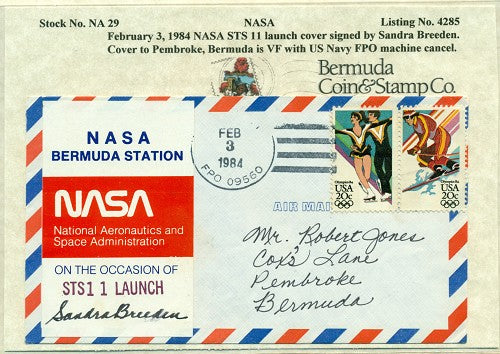 Stock No. NA 29 NASA Listing No. 4285
February 3, 1984 NASA STS 11 launch cover signed by Sandra Breeden.
Cover to Pembroke, Bermuda is VF with US Navy FPO machine cancel.
Bermuda
Coin&Stamp Co.
NASA
BERMUDA STATION
NASA
National Aeronautics and
Space Administration
ON THE OCCASION OF
STS11 LAUNCH
Sandra Breeden
FEB
3
1984
FPO 09560
USA
20c
USA
20c
AIR MAI
Mr. Robert Jones
Cox's Lane
Pembroke
Bermuda